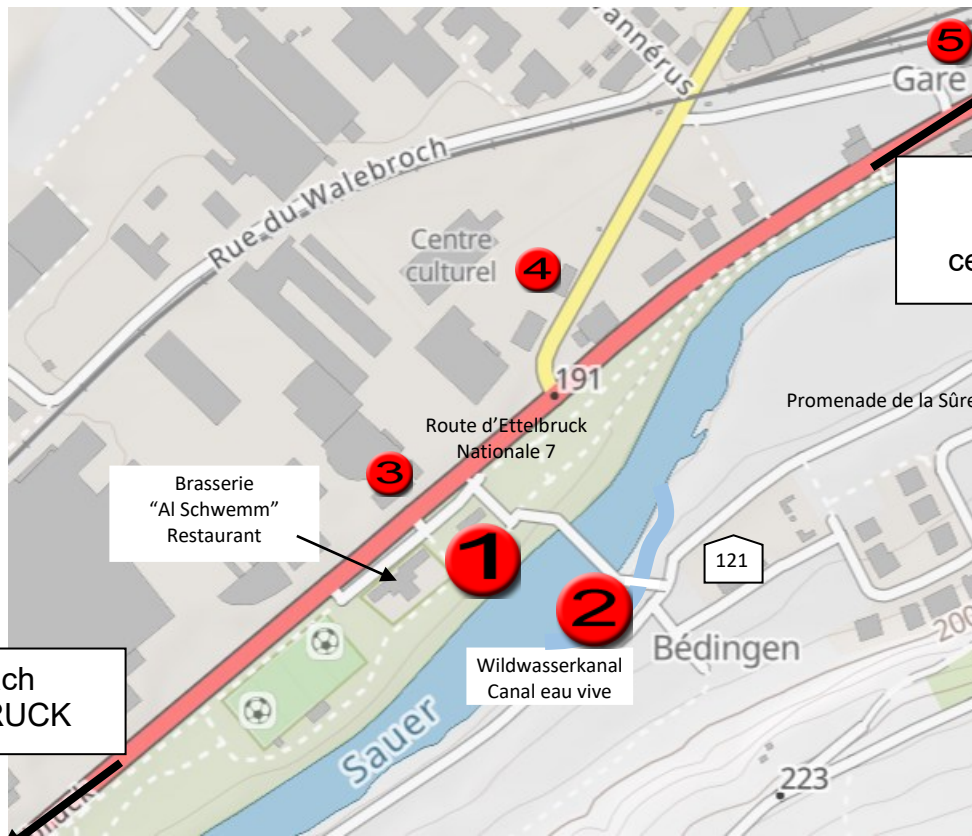 annérus
5
Gare
Rue du Walebroch
Centre
culturel
4
ce
191
Promenade de la Sûre
Route d’Ettelbruck
Nationale 7
3
Brasserie
“Al Schwemm”
Restaurant
1
121
2
200
Bédingen
Wildwasserkanal
Canal eau vive
ch
RUCK
Sauer
223